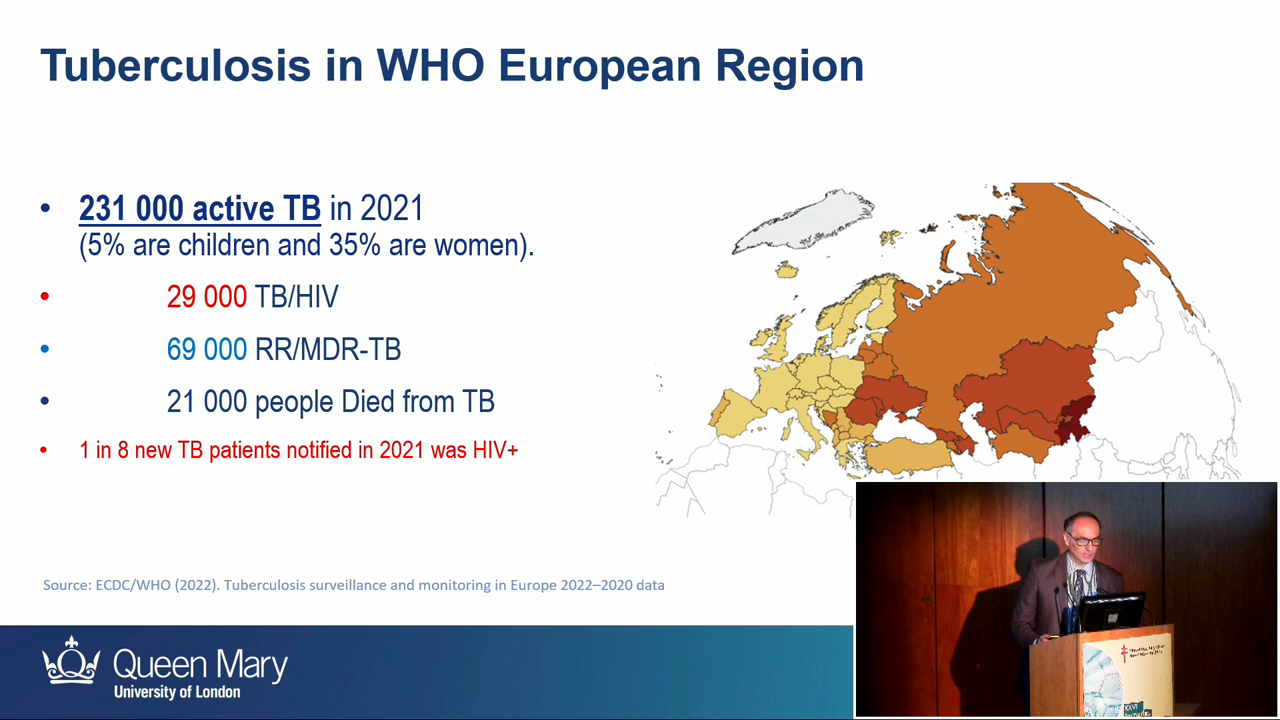 Tuberculosis in WHO European Region
• 231 000 active TB in 2021
(5% are children and 35% are women).
• 29 000 TB/HIV
• 69 000 RR/MDR-TB
• 21 000 people Died from TB
• 1 in 8 new TB patients notified in 2021 was HIV+
Source: ECDC/WHO (2022). Tuberculosis surveillance and monitoring in Europe 2022–2020 data
Queen Mary
University of London